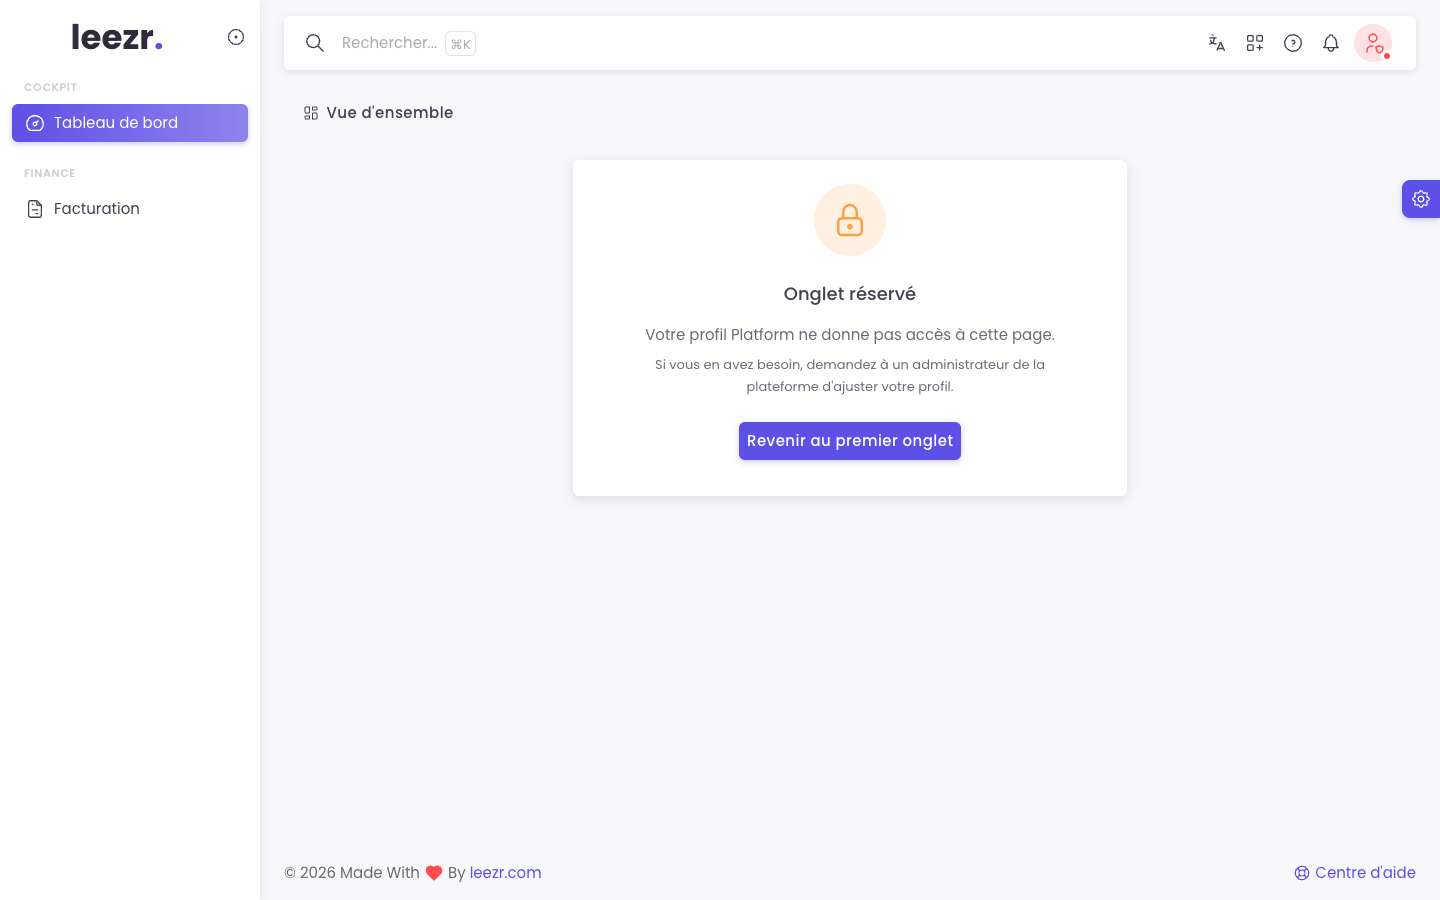 leezr.
COCKPIT
Tableau de bord
FINANCE
Facturation
Rechercher... ⌘K
Vue d'ensemble
Onglet réservé
Votre profil Platform ne donne pas accès à cette page.
Si vous en avez besoin, demandez à un administrateur de la
plateforme d'ajuster votre profil.
Revenir au premier onglet
© 2026 Made With By leezr.com
Centre d'aide